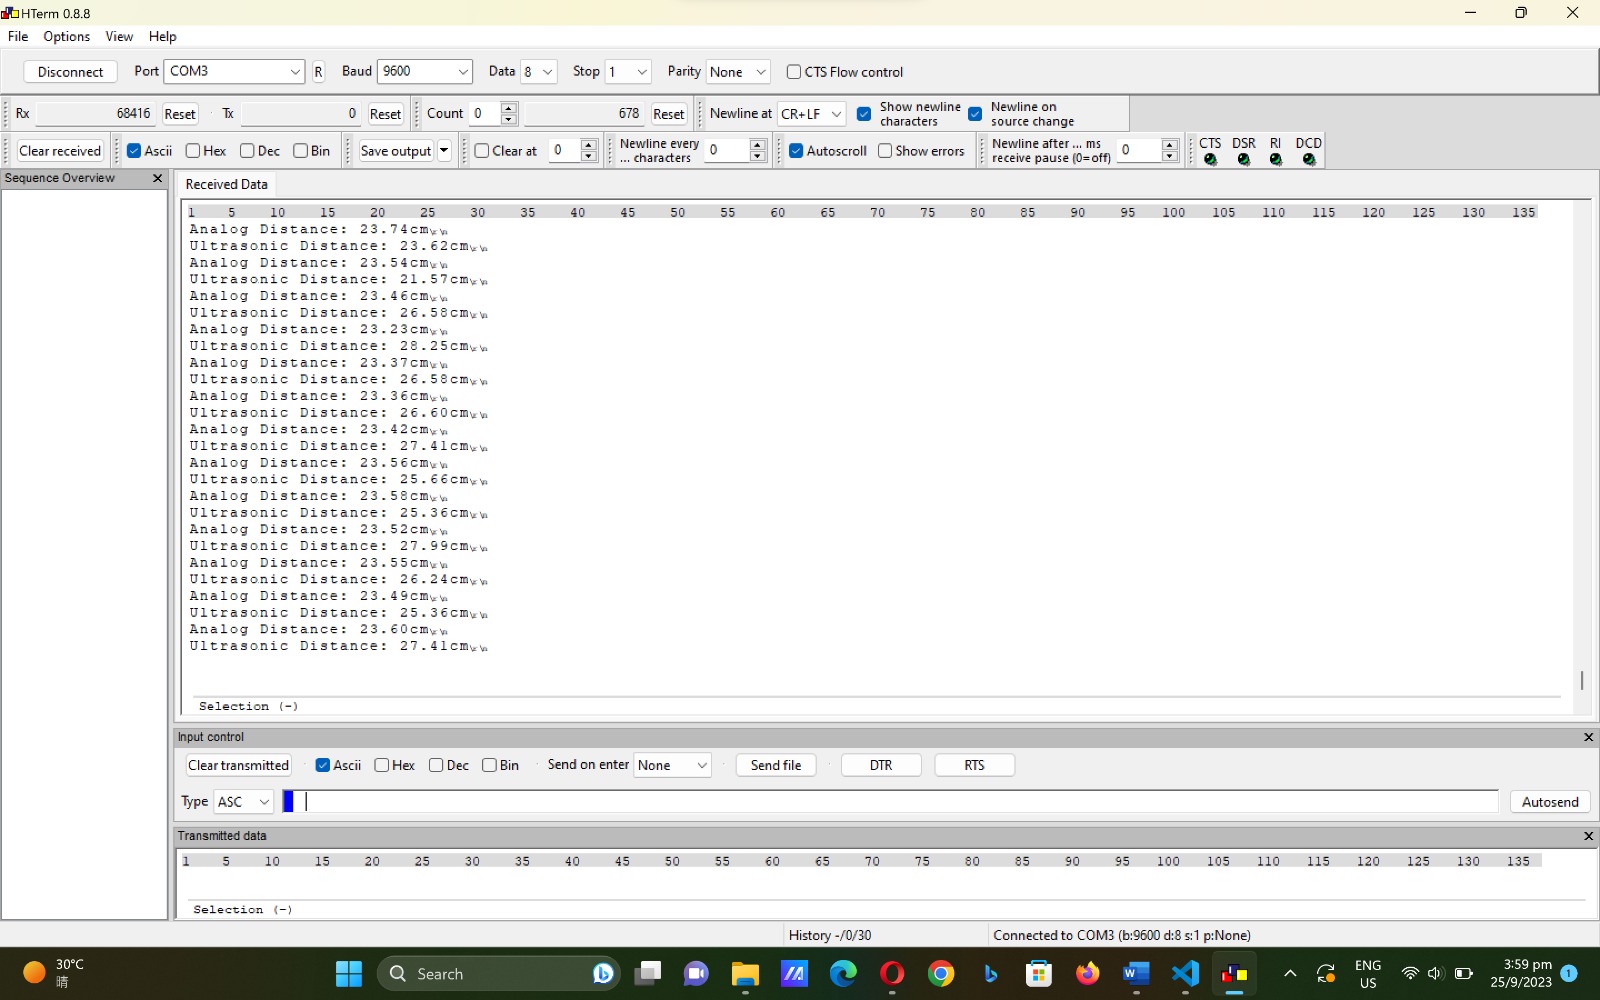 HTerm 0.8.8
File Options View Help
Disconnect Port COM3 R Baud 9600 Data 8 Stop 1 Parity None CTS Flow control
Rx 68416 Reset Tx 0 Reset Count 0 678 Reset Newline at CR+LF Show newline characters Newline on source change
Clear received Ascii Hex Dec Bin Save output Clear at 0 Newline every ... characters 0 Autoscroll Show errors Newline after ... ms receive pause (0=off) 0 CTS DSR RI DCD
Sequence Overview
Received Data
1 5 10 15 20 25 30 35 40 45 50 55 60 65 70 75 80 85 90 95 100 105 110 115 120 125 130 135
Analog Distance: 23.74cm\r\n
Ultrasonic Distance: 23.62cm\r\n
Analog Distance: 23.54cm\r\n
Ultrasonic Distance: 21.57cm\r\n
Analog Distance: 23.46cm\r\n
Ultrasonic Distance: 26.58cm\r\n
Analog Distance: 23.23cm\r\n
Ultrasonic Distance: 28.25cm\r\n
Analog Distance: 23.37cm\r\n
Ultrasonic Distance: 26.58cm\r\n
Analog Distance: 23.36cm\r\n
Ultrasonic Distance: 26.60cm\r\n
Analog Distance: 23.42cm\r\n
Ultrasonic Distance: 27.41cm\r\n
Analog Distance: 23.56cm\r\n
Ultrasonic Distance: 25.66cm\r\n
Analog Distance: 23.58cm\r\n
Ultrasonic Distance: 25.36cm\r\n
Analog Distance: 23.52cm\r\n
Ultrasonic Distance: 27.99cm\r\n
Analog Distance: 23.55cm\r\n
Ultrasonic Distance: 26.24cm\r\n
Analog Distance: 23.49cm\r\n
Ultrasonic Distance: 25.36cm\r\n
Analog Distance: 23.60cm\r\n
Ultrasonic Distance: 27.41cm\r\n
Selection (-)
Input control
Clear transmitted Ascii Hex Dec Bin Send on enter None Send file DTR RTS
Type ASC Autosend
Transmitted data
1 5 10 15 20 25 30 35 40 45 50 55 60 65 70 75 80 85 90 95 100 105 110 115 120 125 130 135
Selection (-)
History -/0/30 Connected to COM3 (b:9600 d:8 s:1 p:None)
30°C
晴
Search
ENG
US
3:59 pm
25/9/2023
1